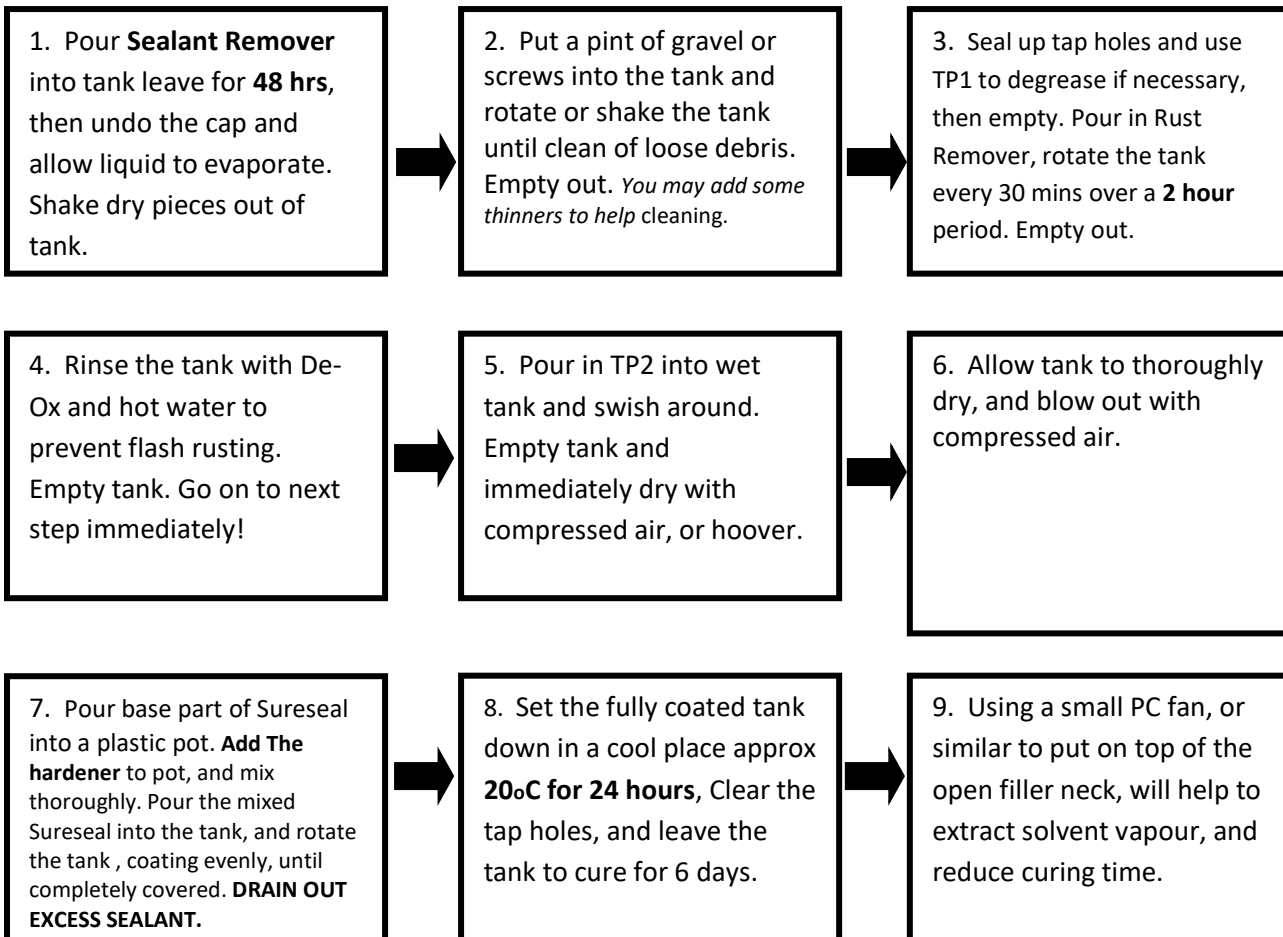 1. Pour Sealant Remover
into tank leave for 48 hrs,
then undo the cap and
allow liquid to evaporate.
Shake dry pieces out of
tank.
2. Put a pint of gravel or
screws into the tank and
rotate or shake the tank
until clean of loose debris.
Empty out. You may add some
thinners to help cleaning.
3. Seal up tap holes and use
TP1 to degrease if necessary,
then empty. Pour in Rust
Remover, rotate the tank
every 30 mins over a 2 hour
period. Empty out.
4. Rinse the tank with De-
Ox and hot water to
prevent flash rusting.
Empty tank. Go on to next
step immediately!
5. Pour in TP2 into wet
tank and swish around.
Empty tank and
immediately dry with
compressed air, or hoover.
6. Allow tank to thoroughly
dry, and blow out with
compressed air.
7. Pour base part of Sureseal
into a plastic pot. Add The
hardener to pot, and mix
thoroughly. Pour the mixed
Sureseal into the tank, and rotate
the tank , coating evenly, until
completely covered. DRAIN OUT
EXCESS SEALANT.
8. Set the fully coated tank
down in a cool place approx
20oC for 24 hours, Clear the
tap holes, and leave the
tank to cure for 6 days.
9. Using a small PC fan, or
similar to put on top of the
open filler neck, will help to
extract solvent vapour, and
reduce curing time.